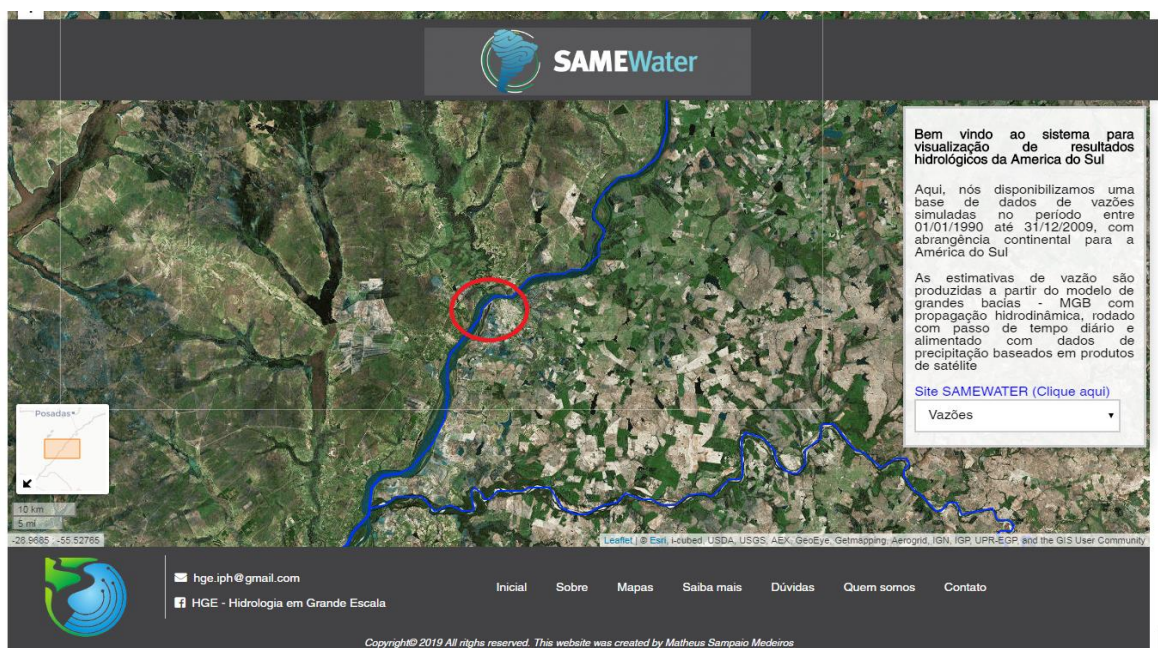 SAMEWater
Bem vindo ao sistema para
visualização de resultados
hidrológicos da America do Sul
Aqui, nós disponibilizamos uma
base de dados de vazões
simuladas no período entre
01/01/1990 até 31/12/2009, com
abrangência continental para a
América do Sul
As estimativas de vazão são
produzidas a partir do modelo de
grandes bacias - MGB com
propagação hidrodinâmica, rodado
com passo de tempo diário e
alimentado com dados de
precipitação baseados em produtos
de satélite
Site SAMEWATER (Clique aqui)
Vazões
Posadas
10 km
5 mi
-28.9685 : -55.52765
Leaflet | © Esri, i-cubed, USDA, USGS, AEX, GeoEye, Getmapping, Aerogrid, IGN, IGP, UPR-EGP, and the GIS User Community
hge.iph@gmail.com
HGE - Hidrologia em Grande Escala
Inicial Sobre Mapas Saiba mais Dúvidas Quem somos Contato
Copyright© 2019 All ritghs reserved. This website was created by Matheus Sampaio Medeiros